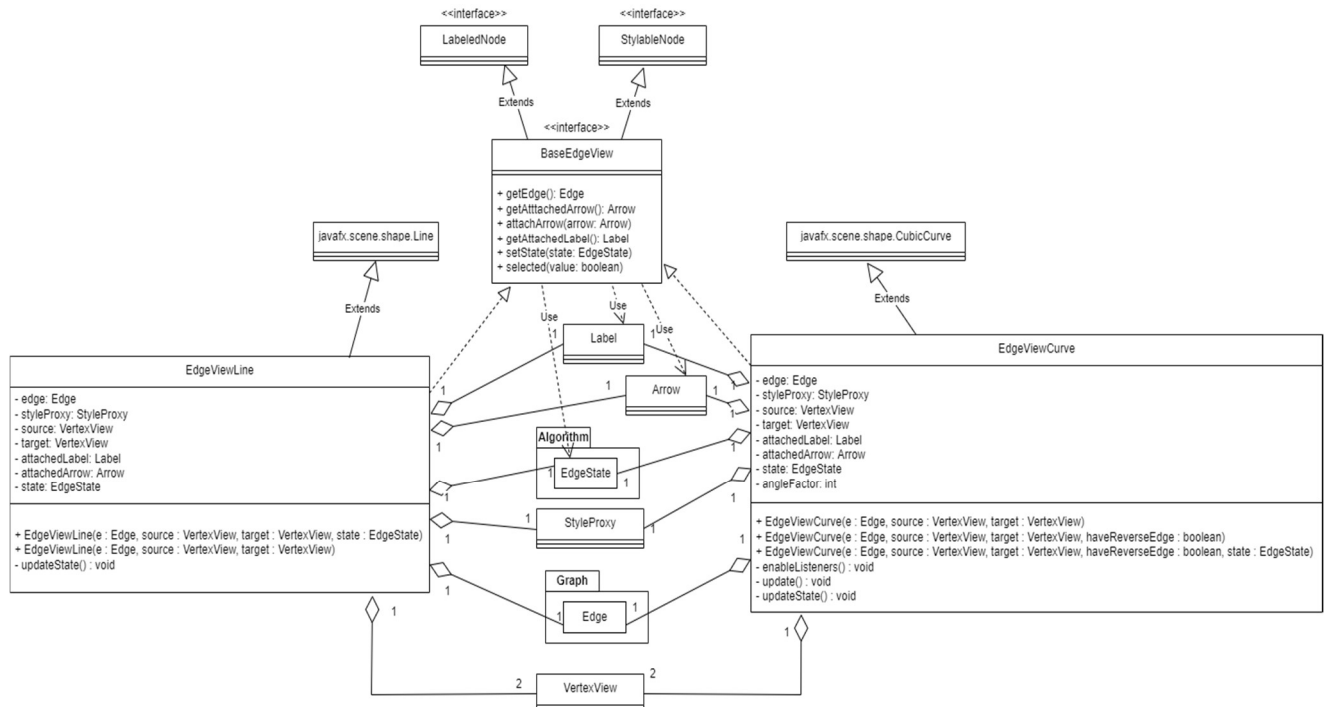 <<interface>>
LabeledNode
<<interface>>
StylableNode
Extends
Extends
<<interface>>
BaseEdgeView
+ getEdge(): Edge
+ getAtttachedArrow(): Arrow
+ attachArrow(arrow: Arrow)
+ getAttachedLabel(): Label
+ setState(state: EdgeState)
+ selected(value: boolean)
javafx.scene.shape.Line
javafx.scene.shape.CubicCurve
Extends
Extends
Use
Use
Use
EdgeViewLine
- edge: Edge
- styleProxy: StyleProxy
- source: VertexView
- target: VertexView
- attachedLabel: Label
- attachedArrow: Arrow
- state: EdgeState
+ EdgeViewLine(e : Edge, source : VertexView, target : VertexView, state : EdgeState)
+ EdgeViewLine(e : Edge, source : VertexView, target : VertexView)
- updateState() : void
1
Label
1
1
1
1
Arrow
1
1
1
Algorithm
EdgeState
1
1
1
1
StyleProxy
1
1
1
1
Graph
Edge
1
1
1
1
VertexView
1
2
2
1
EdgeViewCurve
- edge: Edge
- styleProxy: StyleProxy
- source: VertexView
- target: VertexView
- attachedLabel: Label
- attachedArrow: Arrow
- state: EdgeState
- angleFactor: int
+ EdgeViewCurve(e : Edge, source : VertexView, target : VertexView)
+ EdgeViewCurve(e : Edge, source : VertexView, target : VertexView, haveReverseEdge : boolean)
+ EdgeViewCurve(e : Edge, source : VertexView, target : VertexView, haveReverseEdge : boolean, state : EdgeState)
- enableListeners() : void
- update() : void
- updateState() : void